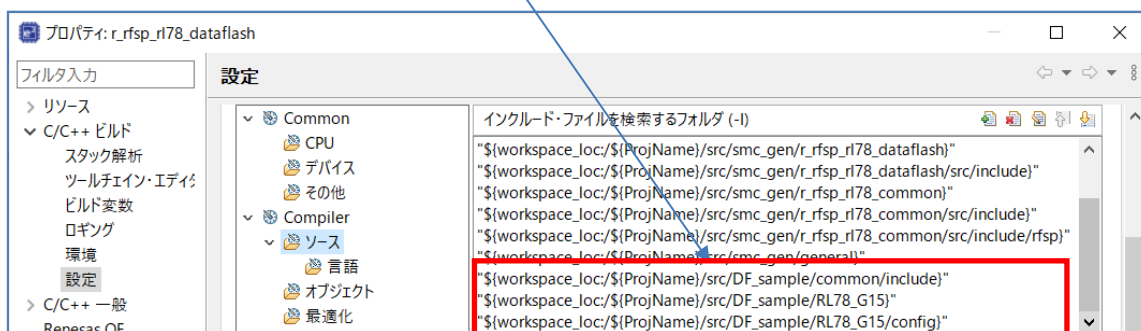 プロパティ: r_rfsp_rl78_dataflash
フィルタ入力
設定
リソース
C/C++ ビルド
スタック解析
ツールチェイン・エディタ
ビルド変数
ロギング
環境
設定
C/C++ 一般
Renesas QE
Common
CPU
デバイス
その他
Compiler
ソース
言語
オブジェクト
最適化
インクルード・ファイルを検索するフォルダ (-I)
"${workspace_loc:/${ProjName}/src/smc_gen/r_rfsp_rl78_dataflash}"
"${workspace_loc:/${ProjName}/src/smc_gen/r_rfsp_rl78_dataflash/src/include}"
"${workspace_loc:/${ProjName}/src/smc_gen/r_rfsp_rl78_common}"
"${workspace_loc:/${ProjName}/src/smc_gen/r_rfsp_rl78_common/src/include}"
"${workspace_loc:/${ProjName}/src/smc_gen/r_rfsp_rl78_common/src/include/rfsp}"
"${workspace_loc:/${ProjName}/src/smc_gen/general}"
"${workspace_loc:/${ProjName}/src/DF_sample/common/include}"
"${workspace_loc:/${ProjName}/src/DF_sample/RL78_G15}"
"${workspace_loc:/${ProjName}/src/DF_sample/RL78_G15/config}"